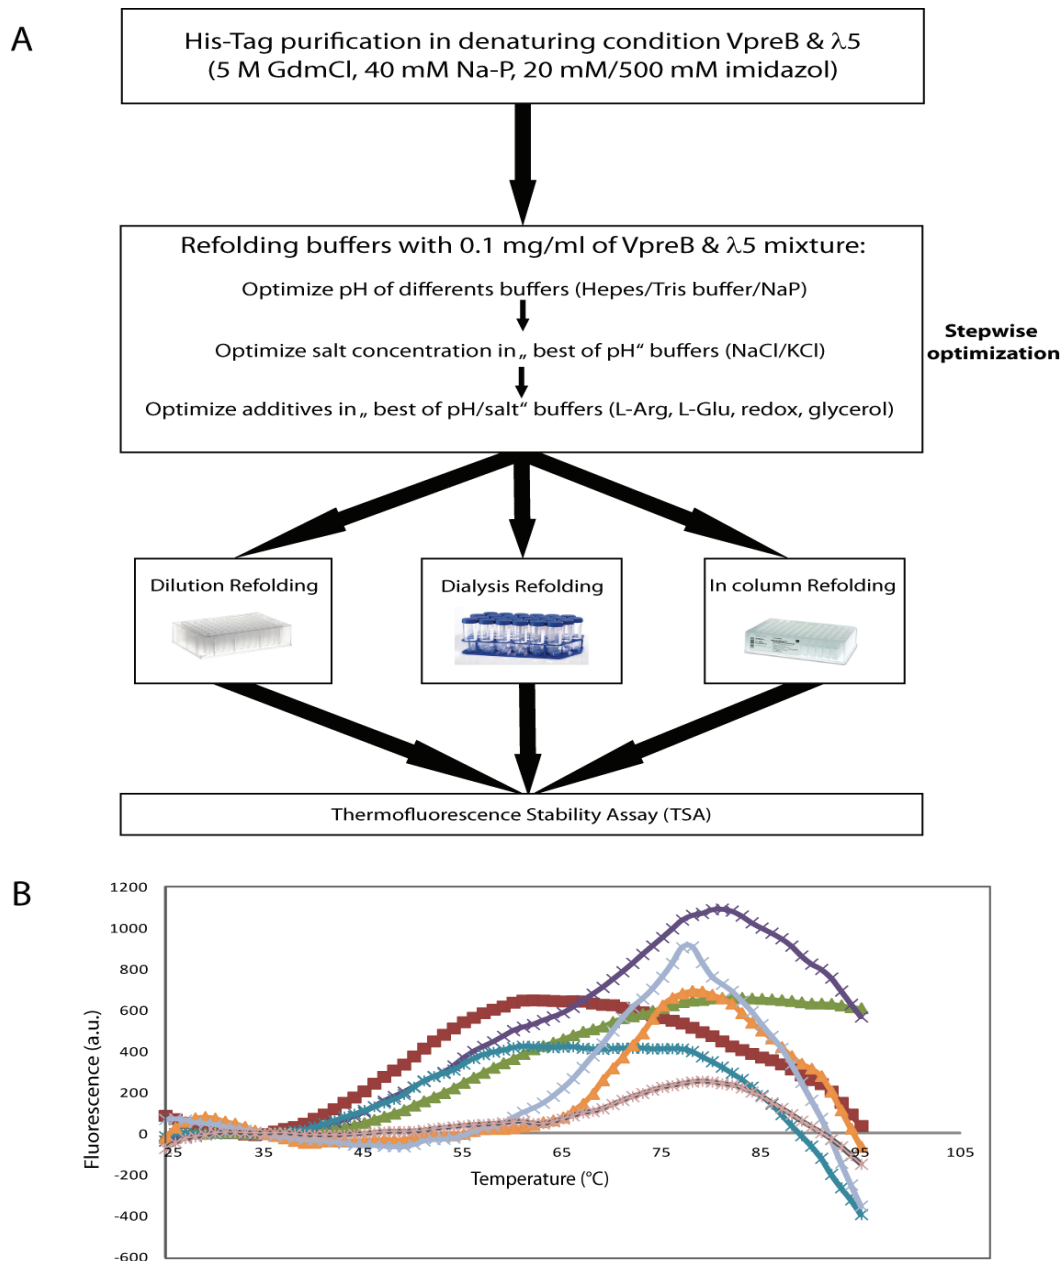 A
His-Tag purification in denaturing condition VpreB & λ5
(5 M GdmCl, 40 mM Na-P, 20 mM/500 mM imidazol)
Refolding buffers with 0.1 mg/ml of VpreB & λ5 mixture:
Optimize pH of differents buffers (Hepes/Tris buffer/NaP)
Optimize salt concentration in „ best of pH“ buffers (NaCl/KCl)
Optimize additives in „ best of pH/salt“ buffers (L-Arg, L-Glu, redox, glycerol)
Stepwise
optimization
Dilution Refolding
Dialysis Refolding
In column Refolding
Thermofluorescence Stability Assay (TSA)
B
1200
1000
800
600
400
200
0
-200
-400
-600
Fluorescence (a.u.)
25
35
45
55
65
75
85
95
105
Temperature (°C)